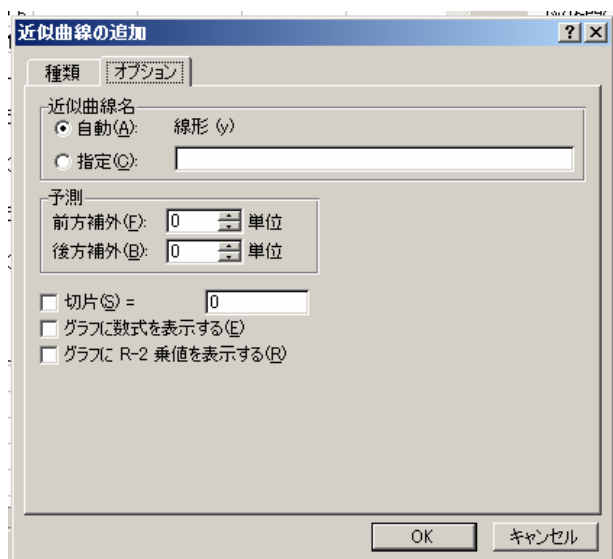 近似曲線の追加
種類 オプション
近似曲線名
自動(A): 線形 (y)
指定(C):
予測
前方補外(F): 0 単位
後方補外(B): 0 単位
切片(S) = 0
グラフに数式を表示する(E)
グラフに R-2 乗値を表示する(R)
OK キャンセル